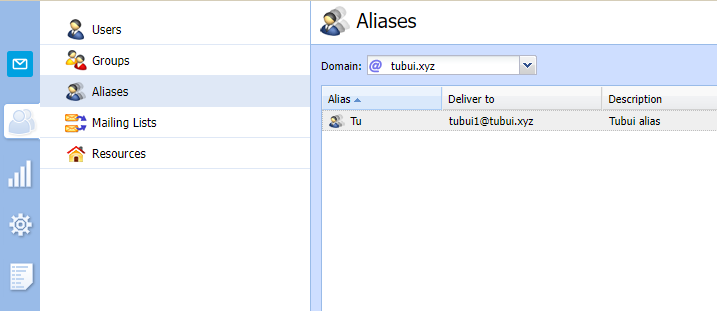 Users
Groups
Aliases
Mailing Lists
Resources
Aliases
Domain: @ tubui.xyz
Alias Deliver to Description
Tu tubui1@tubui.xyz Tubui alias